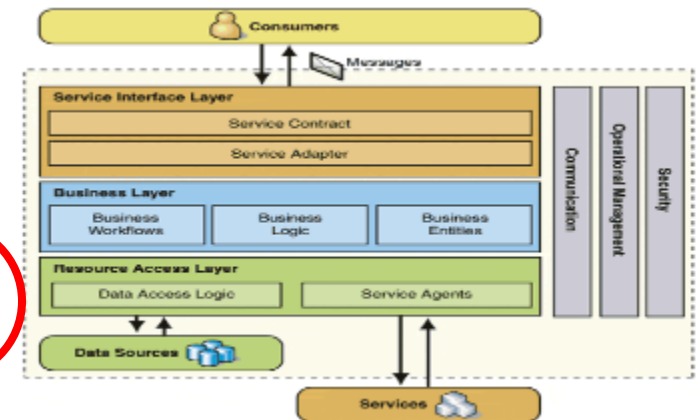 Consumers
Messages
Service Interface Layer
Service Contract
Service Adapter
Business Layer
Business
Workflows
Business
Logic
Business
Entities
Resource Access Layer
Data Access Logic
Service Agents
Data Sources
Services
Communication
Operational Management
Security